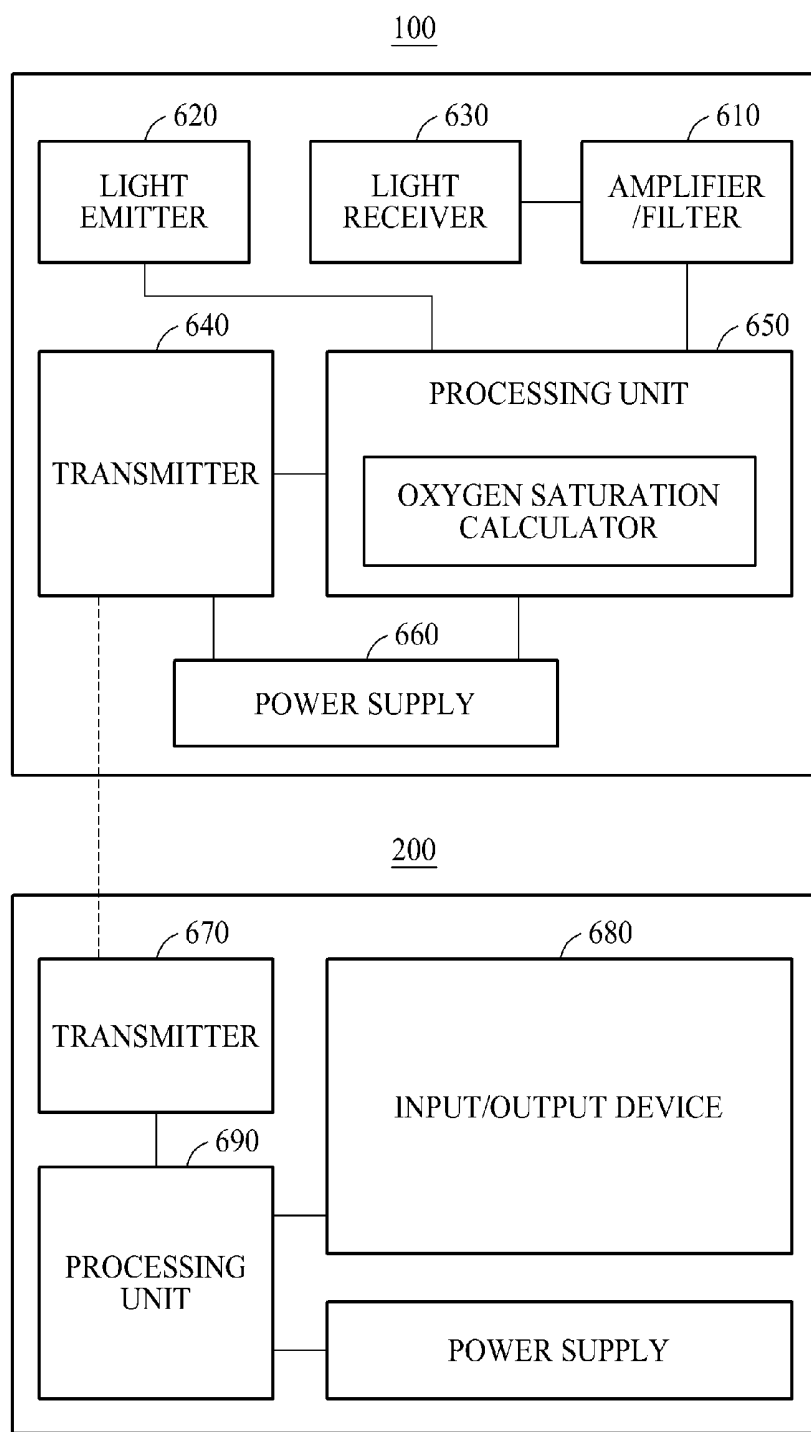 100
620
630
610
LIGHT
EMITTER
LIGHT
RECEIVER
AMPLIFIER
/FILTER
640
650
TRANSMITTER
PROCESSING UNIT
OXYGEN SATURATION
CALCULATOR
660
POWER SUPPLY
200
670
680
TRANSMITTER
INPUT/OUTPUT DEVICE
690
PROCESSING
UNIT
POWER SUPPLY